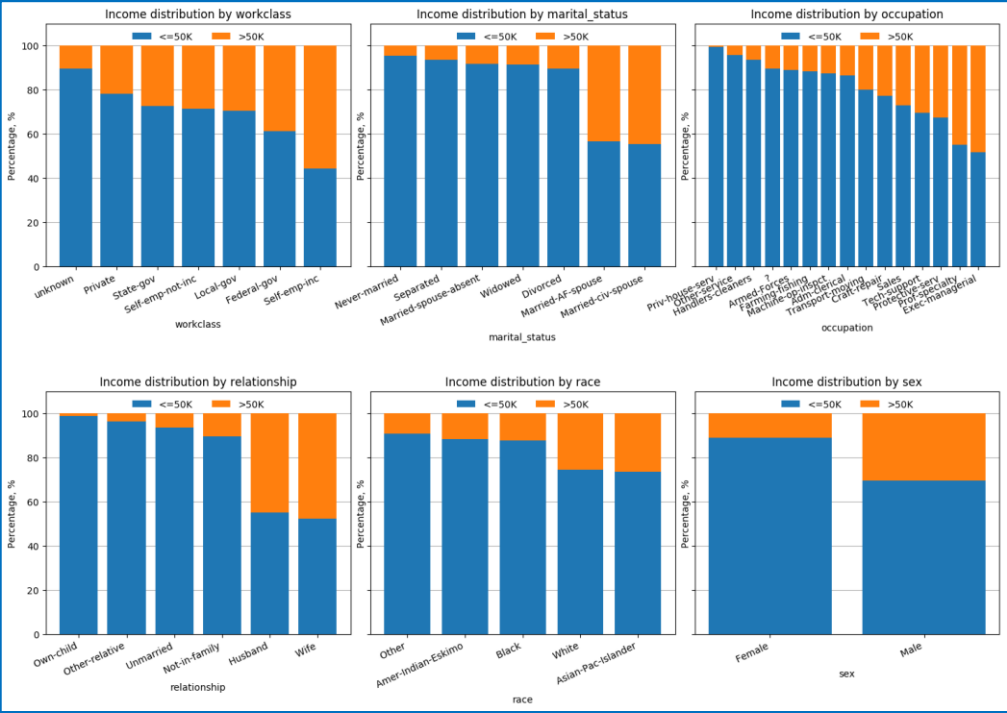 Income distribution by workclass
<=50K >50K
Percentage, %
100
80
60
40
20
0
unknown
Private
State-gov
Self-emp-not-inc
Local-gov
Federal-gov
Self-emp-inc
workclass
Income distribution by marital_status
<=50K >50K
Percentage, %
Never-married
Separated
Married-spouse-absent
Widowed
Divorced
Married-AF-spouse
Married-civ-spouse
marital_status
Income distribution by occupation
<=50K >50K
Percentage, %
Priv-house-serv
Other-service
Handlers-cleaners
?
Armed-Forces
Farming-fishing
Machine-op-inspct
Adm-clerical
Transport-moving
Craft-repair
Sales
Tech-support
Protective-serv
Prof-specialty
Exec-managerial
occupation
Income distribution by relationship
<=50K >50K
Percentage, %
100
80
60
40
20
0
Own-child
Other-relative
Unmarried
Not-in-family
Husband
Wife
relationship
Income distribution by race
<=50K >50K
Percentage, %
Other
Amer-Indian-Eskimo
Black
White
Asian-Pac-Islander
race
Income distribution by sex
<=50K >50K
Percentage, %
Female
Male
sex